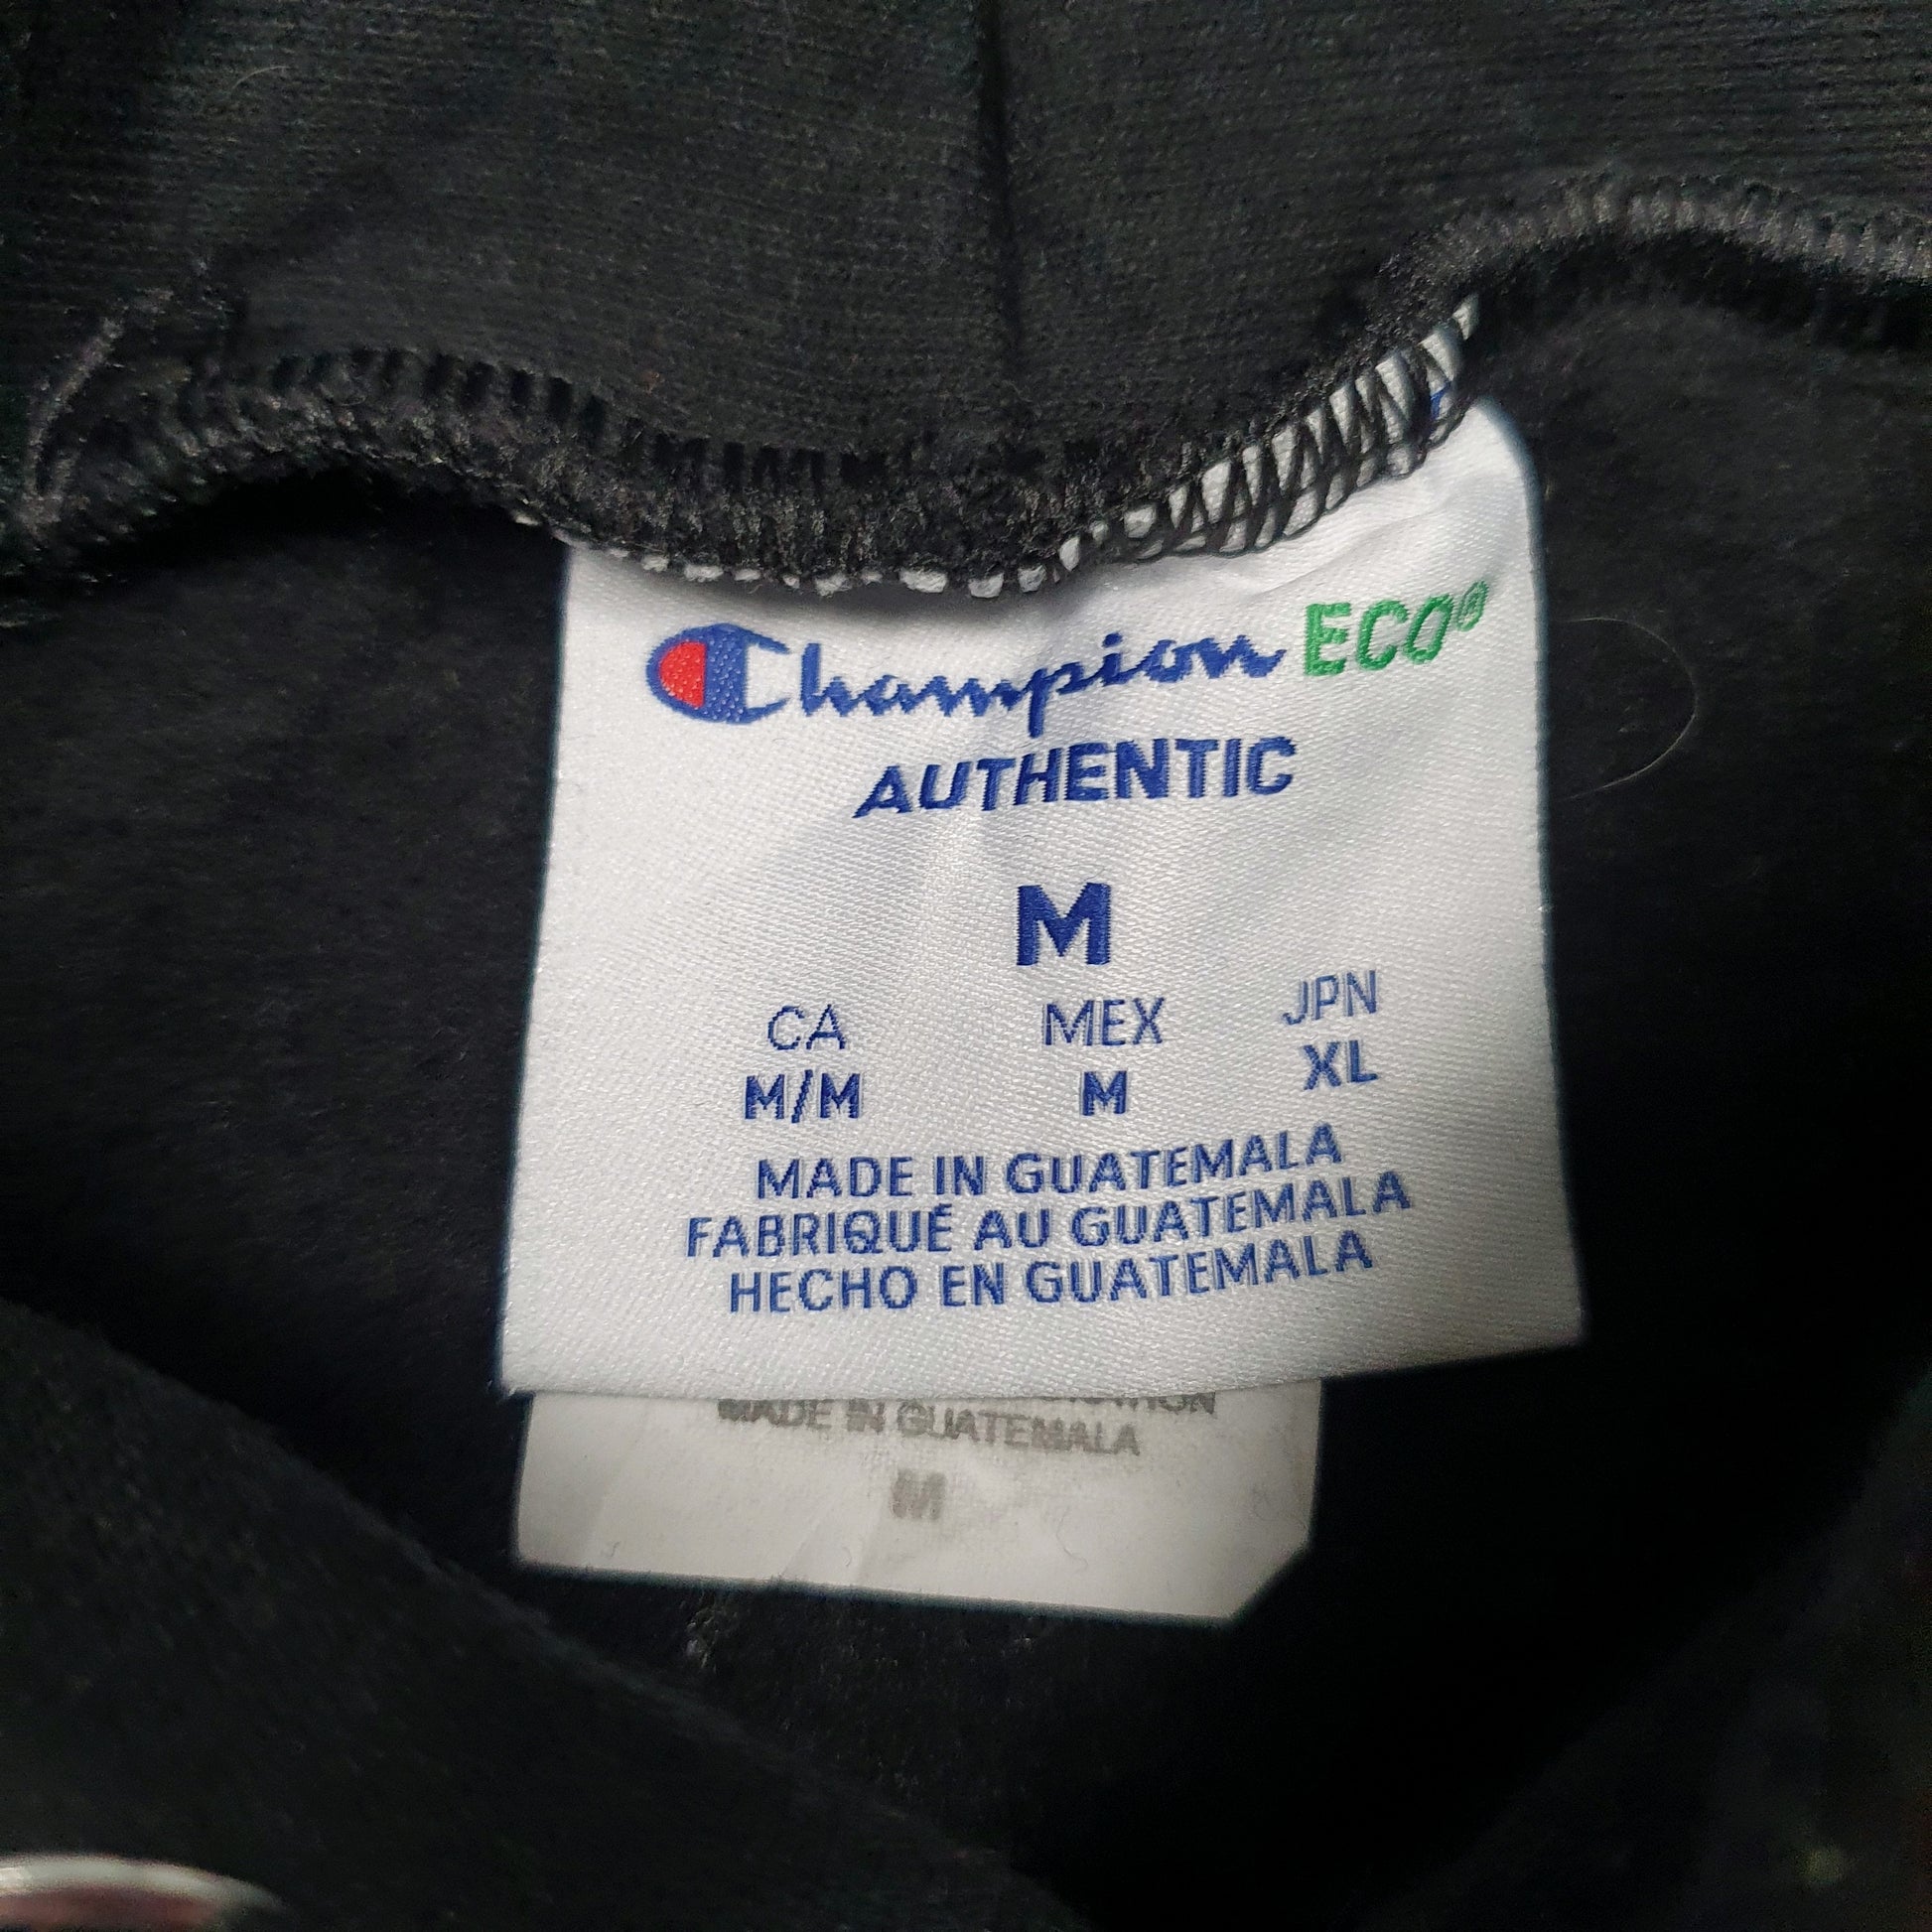 Champion ECO®
AUTHENTIC
M
CA MEX JPN
M/M M XL
MADE IN GUATEMALA
FABRIQUÉ AU GUATEMALA
HECHO EN GUATEMALA
MADE IN GUATEMALA
M